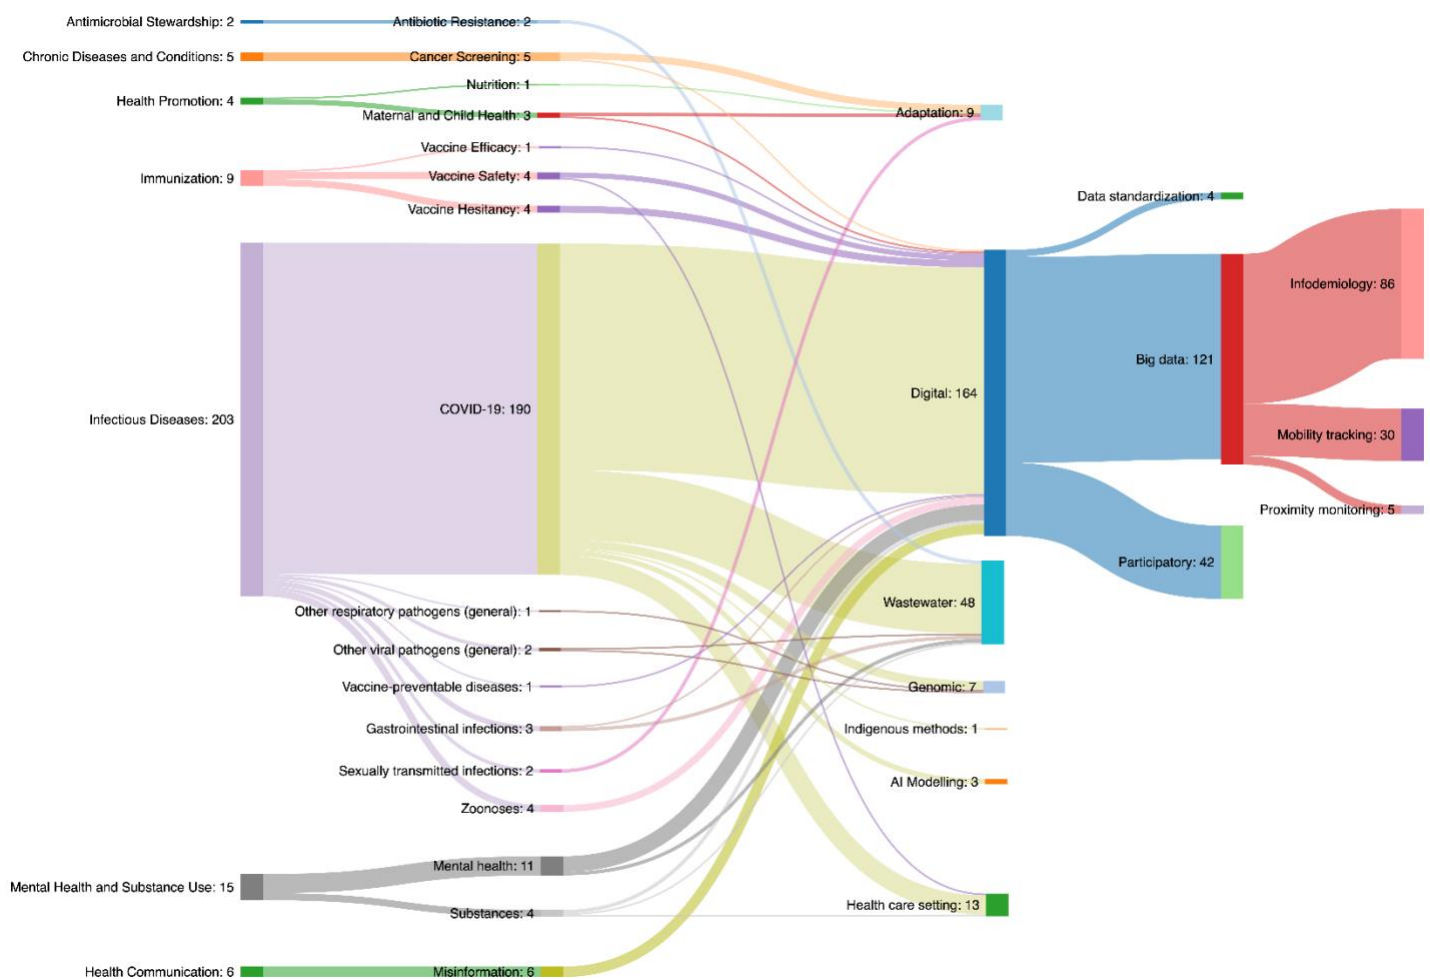 Antimicrobial Stewardship: 2
Chronic Diseases and Conditions: 5
Health Promotion: 4
Immunization: 9
Infectious Diseases: 203
Mental Health and Substance Use: 15
Health Communication: 6
Antibiotic Resistance: 2
Cancer Screening: 5
Nutrition: 1
Maternal and Child Health: 3
Vaccine Efficacy: 1
Vaccine Safety: 4
Vaccine Hesitancy: 4
COVID-19: 190
Other respiratory pathogens (general): 1
Other viral pathogens (general): 2
Vaccine-preventable diseases: 1
Gastrointestinal infections: 3
Sexually transmitted infections: 2
Zoonoses: 4
Mental health: 11
Substances: 4
Misinformation: 6
Adaptation: 9
Digital: 164
Wastewater: 48
Genomic: 7
Indigenous methods: 1
AI Modelling: 3
Health care setting: 13
Data standardization: 4
Big data: 121
Participatory: 42
Infodemiology: 86
Mobility tracking: 30
Proximity monitoring: 5